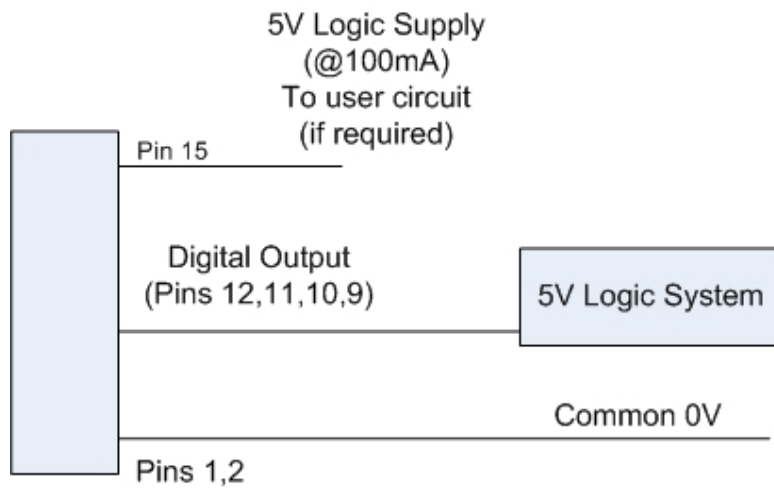 5V Logic Supply
(@100mA)
To user circuit
(if required)
Pin 15
Digital Output
(Pins 12,11,10,9)
5V Logic System
Common 0V
Pins 1,2